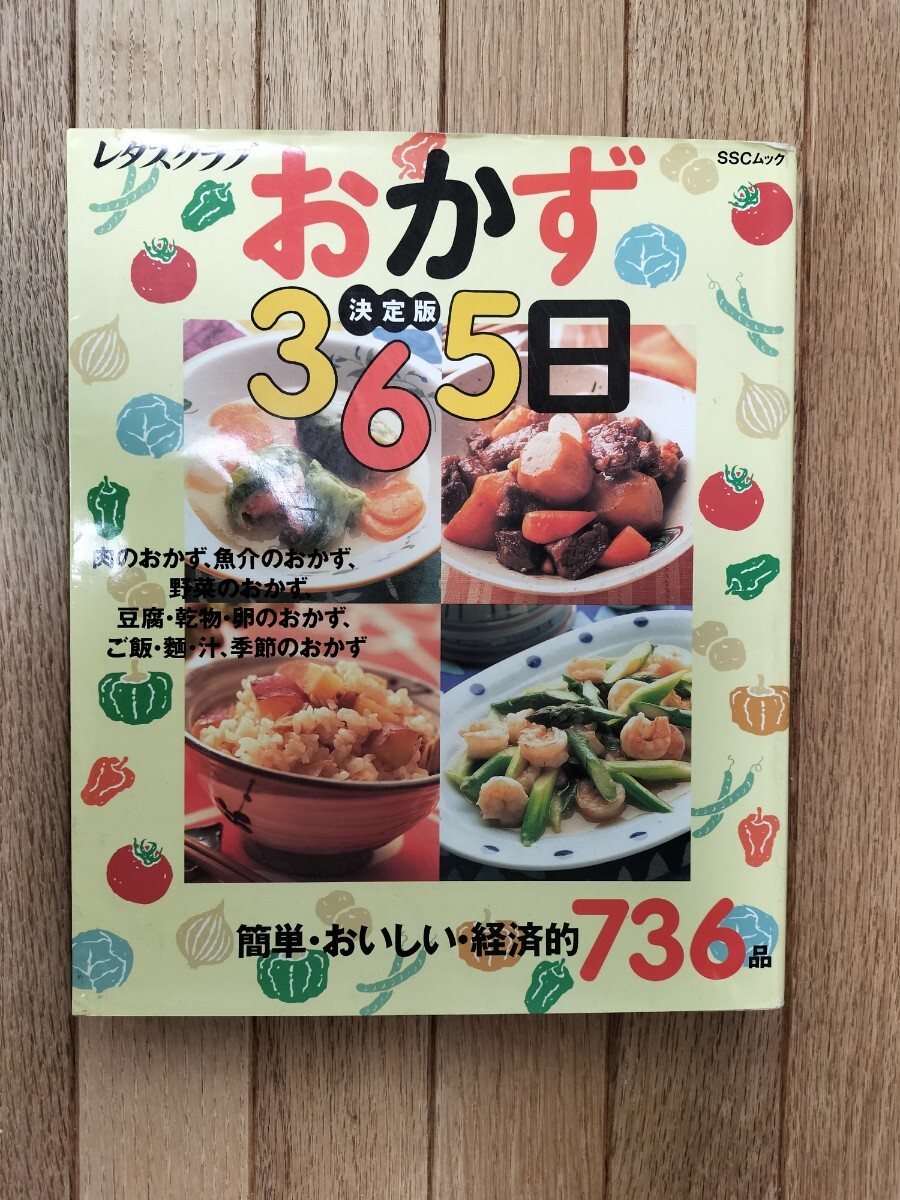 レタスクラブ
SSCムック
おかず
決定版
365日
肉のおかず、魚介のおかず、
野菜のおかず、
豆腐・乾物・卵のおかず、
ご飯・麺・汁、季節のおかず
簡単・おいしい・経済的736品